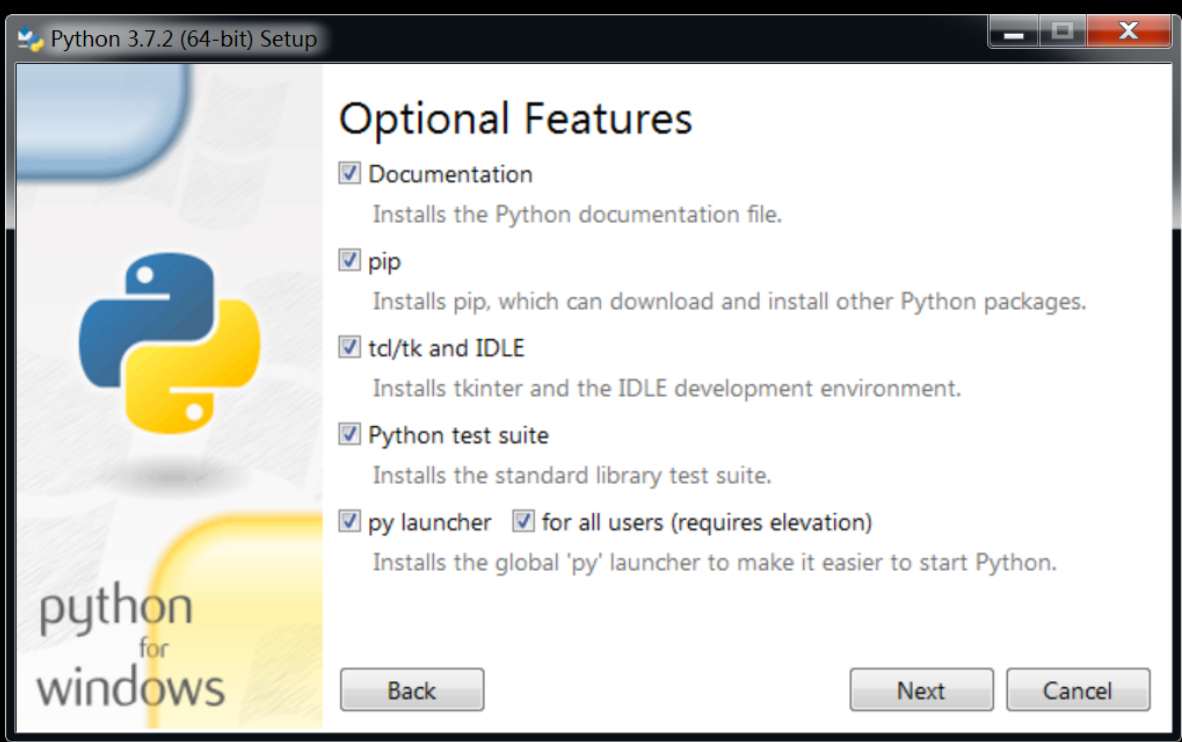 Python 3.7.2 (64-bit) Setup
Optional Features
Documentation
Installs the Python documentation file.
pip
Installs pip, which can download and install other Python packages.
tcl/tk and IDLE
Installs tkinter and the IDLE development environment.
Python test suite
Installs the standard library test suite.
py launcher for all users (requires elevation)
Installs the global 'py' launcher to make it easier to start Python.
python
for
windows
Back Next Cancel